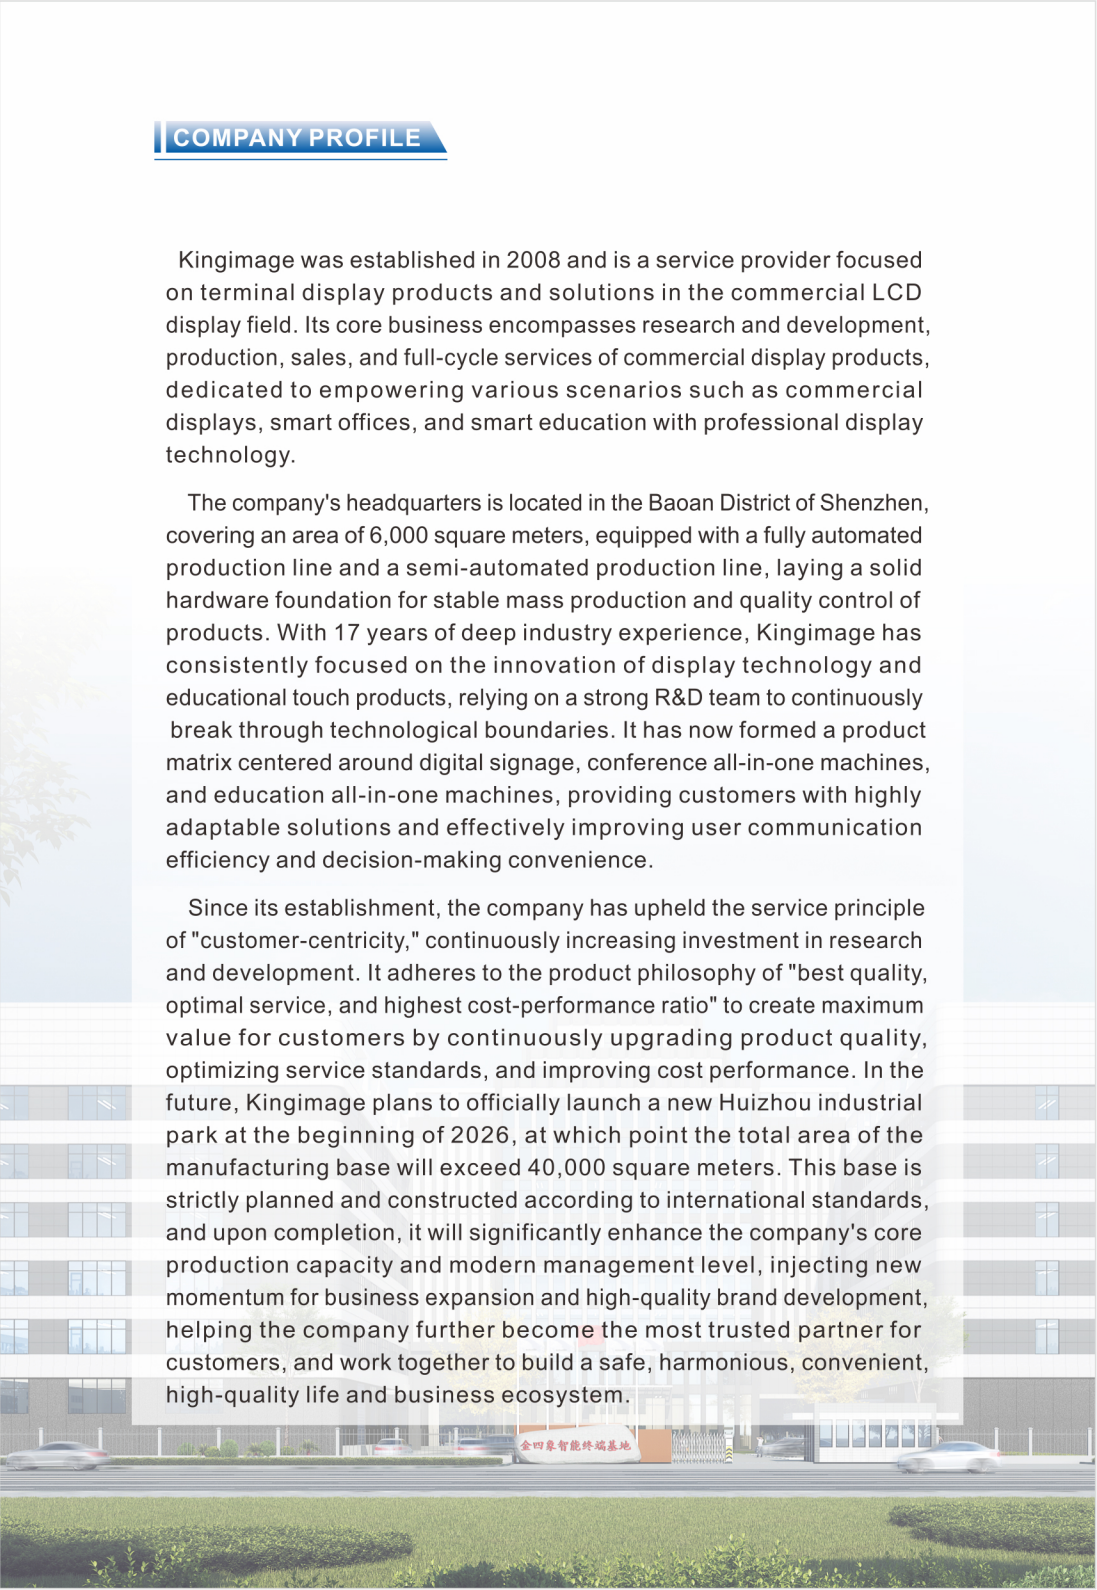 COMPANY PROFILE
Kingimage was established in 2008 and is a service provider focused
on terminal display products and solutions in the commercial LCD
display field. Its core business encompasses research and development,
production, sales, and full-cycle services of commercial display products,
dedicated to empowering various scenarios such as commercial
displays, smart offices, and smart education with professional display
technology.
The company's headquarters is located in the Baoan District of Shenzhen,
covering an area of 6,000 square meters, equipped with a fully automated
production line and a semi-automated production line, laying a solid
hardware foundation for stable mass production and quality control of
products. With 17 years of deep industry experience, Kingimage has
consistently focused on the innovation of display technology and
educational touch products, relying on a strong R&D team to continuously
break through technological boundaries. It has now formed a product
matrix centered around digital signage, conference all-in-one machines,
and education all-in-one machines, providing customers with highly
adaptable solutions and effectively improving user communication
efficiency and decision-making convenience.
Since its establishment, the company has upheld the service principle
of "customer-centricity," continuously increasing investment in research
and development. It adheres to the product philosophy of "best quality,
optimal service, and highest cost-performance ratio" to create maximum
value for customers by continuously upgrading product quality,
optimizing service standards, and improving cost performance. In the
future, Kingimage plans to officially launch a new Huizhou industrial
park at the beginning of 2026, at which point the total area of the
manufacturing base will exceed 40,000 square meters. This base is
strictly planned and constructed according to international standards,
and upon completion, it will significantly enhance the company's core
production capacity and modern management level, injecting new
momentum for business expansion and high-quality brand development,
helping the company further become the most trusted partner for
customers, and work together to build a safe, harmonious, convenient,
high-quality life and business ecosystem.
金四象智能终端基地